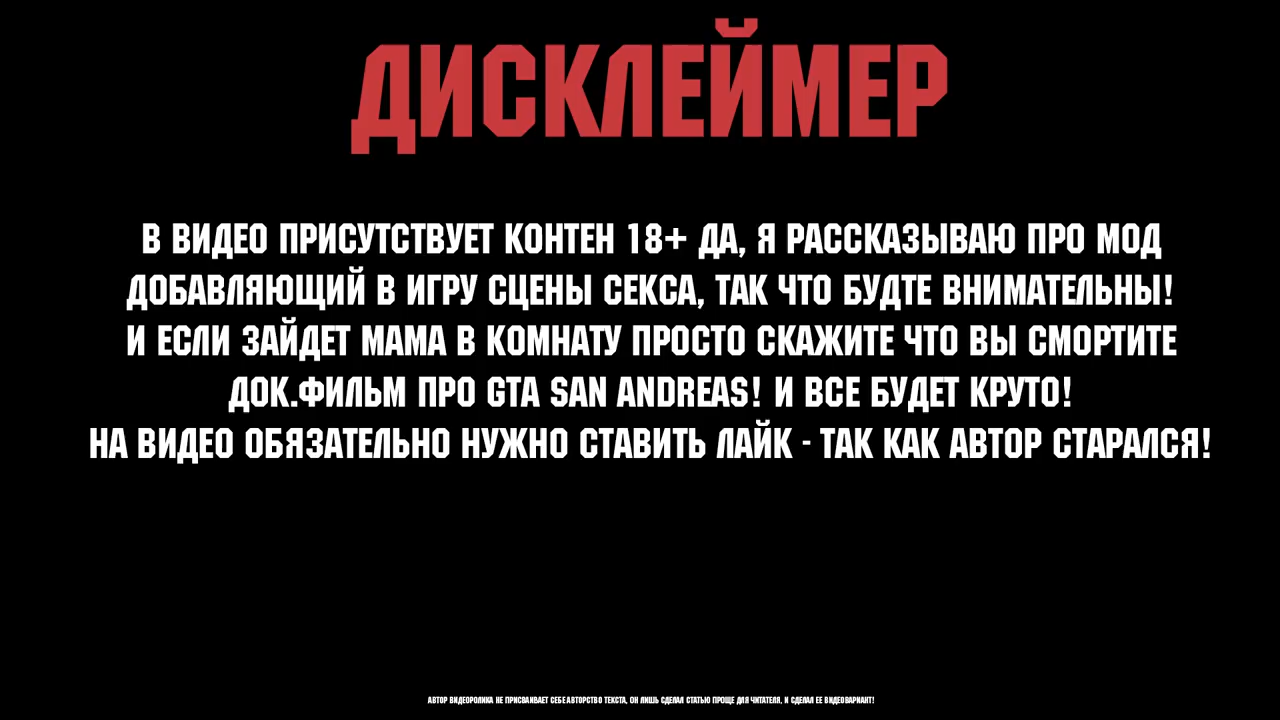 ДИСКЛЕЙМЕР
В ВИДЕО ПРИСУТСТВУЕТ КОНТЕН 18+ ДА, Я РАССКАЗЫВАЮ ПРО МОД
ДОБАВЛЯЮЩИЙ В ИГРУ СЦЕНЫ СЕКСА, ТАК ЧТО БУДТЕ ВНИМАТЕЛЬНЫ!
И ЕСЛИ ЗАЙДЕТ МАМА В КОМНАТУ ПРОСТО СКАЖИТЕ ЧТО ВЫ СМОРТИТЕ
ДОК.ФИЛЬМ ПРО GTA SAN ANDREAS! И ВСЕ БУДЕТ КРУТО!
НА ВИДЕО ОБЯЗАТЕЛЬНО НУЖНО СТАВИТЬ ЛАЙК - ТАК КАК АВТОР СТАРАЛСЯ!
АВТОР ВИДЕОРОЛИКА НЕ ПРИСВАИВАЕТ СЕБЕ АВТОРСТВО ТЕКСТА, ОН ЛИШЬ СДЕЛАЛ СТАТЬЮ ПРОЩЕ ДЛЯ ЧИТАТЕЛЯ, И СДЕЛАЛ ЕЕ ВИДЕОВАРИАНТ!